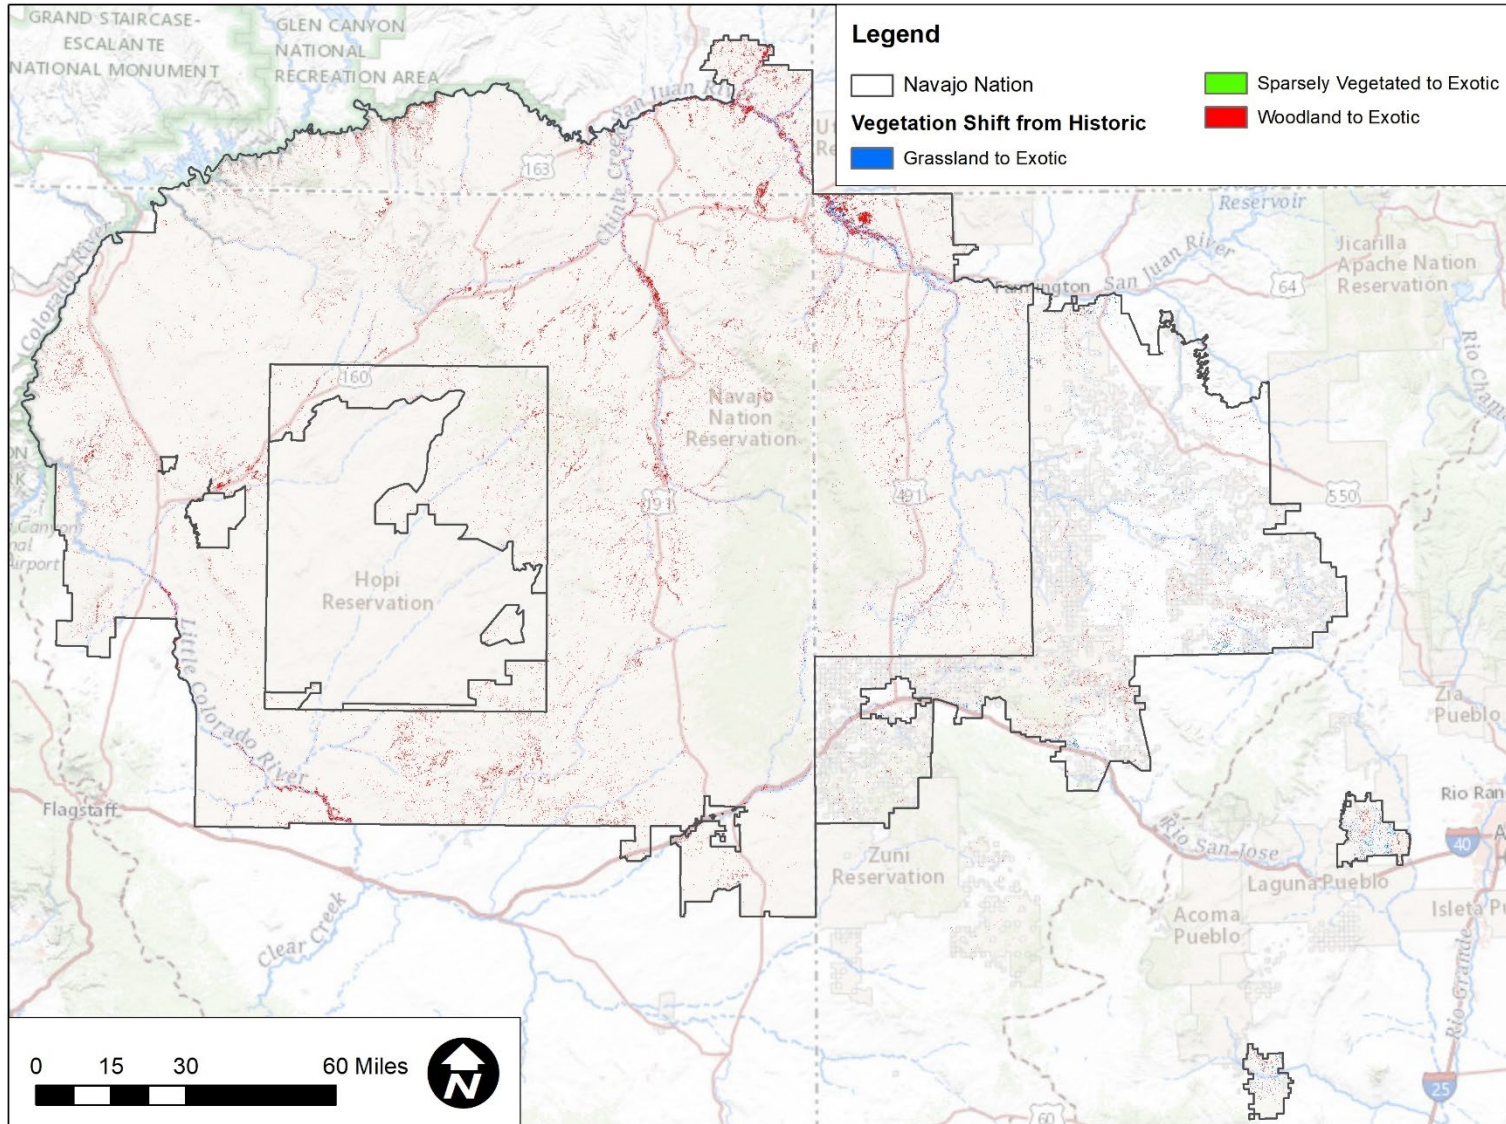 GRAND STAIRCASE-
ESCALANTE
NATIONAL MONUMENT
GLEN CANYON
NATIONAL
RECREATION AREA
Legend
Navajo Nation
Vegetation Shift from Historic
Grassland to Exotic
Sparsely Vegetated to Exotic
Woodland to Exotic
San Juan River
163
Chinle Creek
Reservoir
Jicarilla
Apache Nation
Reservation
San Juan River
64
Farmington
Colorado River
Colorado River
160
Navajo
Nation
Reservation
191
491
550
Hopi
Reservation
Little Colorado River
Zia
Pueblo
Flagstaff
Rio San Jose
40
Zuni
Reservation
Laguna Pueblo
Acoma
Pueblo
Clear Creek
Rio Grande
25
60
0 15 30 60 Miles
N